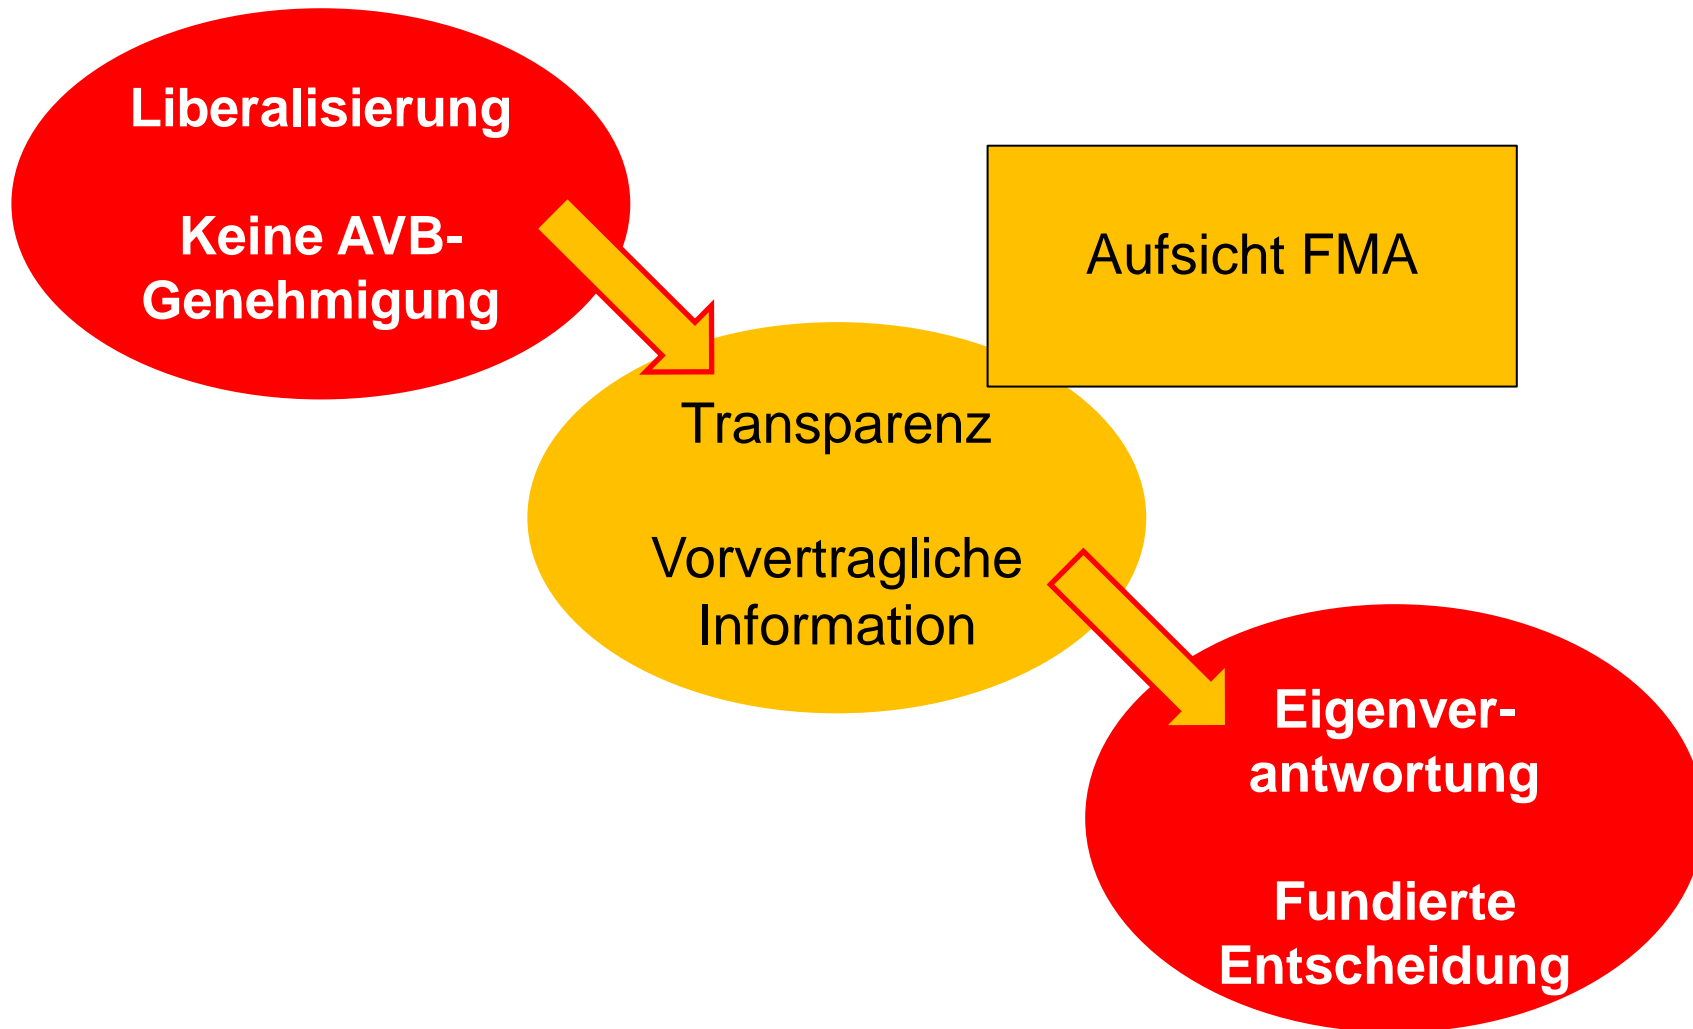 Liberalisierung
Keine AVB-
Genehmigung
Aufsicht FMA
Transparenz
Vorvertragliche
Information
Eigenver-
antwortung
Fundierte
Entscheidung